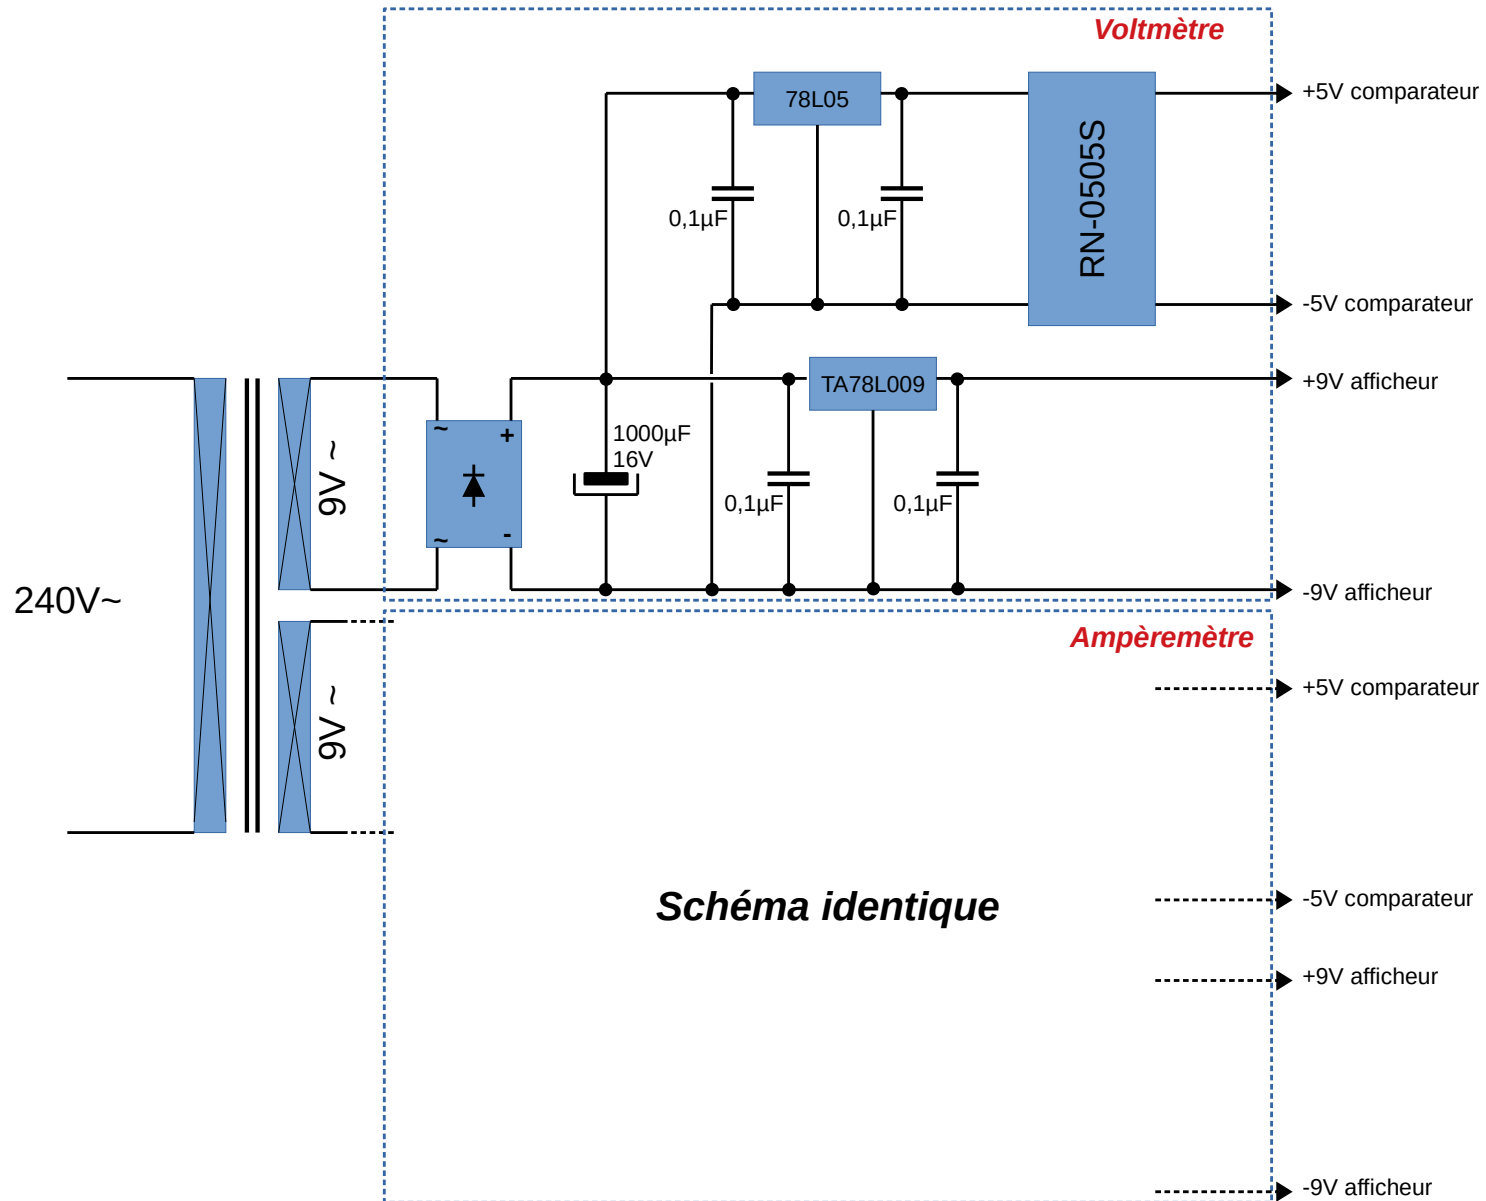 Voltmètre
78L05
+5V comparateur
RN-0505S
0,1µF
0,1µF
-5V comparateur
TA78L009
+9V afficheur
~
+
1000µF
16V
9V ~
0,1µF
0,1µF
~
-
240V~
-9V afficheur
Ampèremètre
+5V comparateur
9V ~
Schéma identique
-5V comparateur
+9V afficheur
-9V afficheur